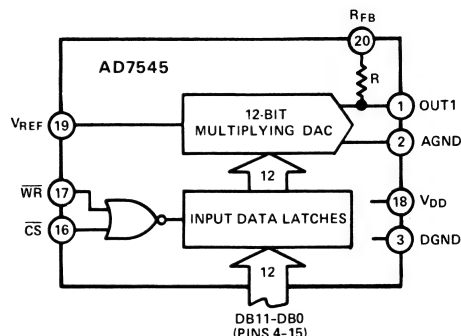 RFB
20
AD7545
R
12-BIT
MULTIPLYING DAC
1 OUT1
VREF 19
2 AGND
12
WR 17
18 VDD
INPUT DATA LATCHES
CS 16
3 DGND
12
DB11-DB0
(PINS 4-15)